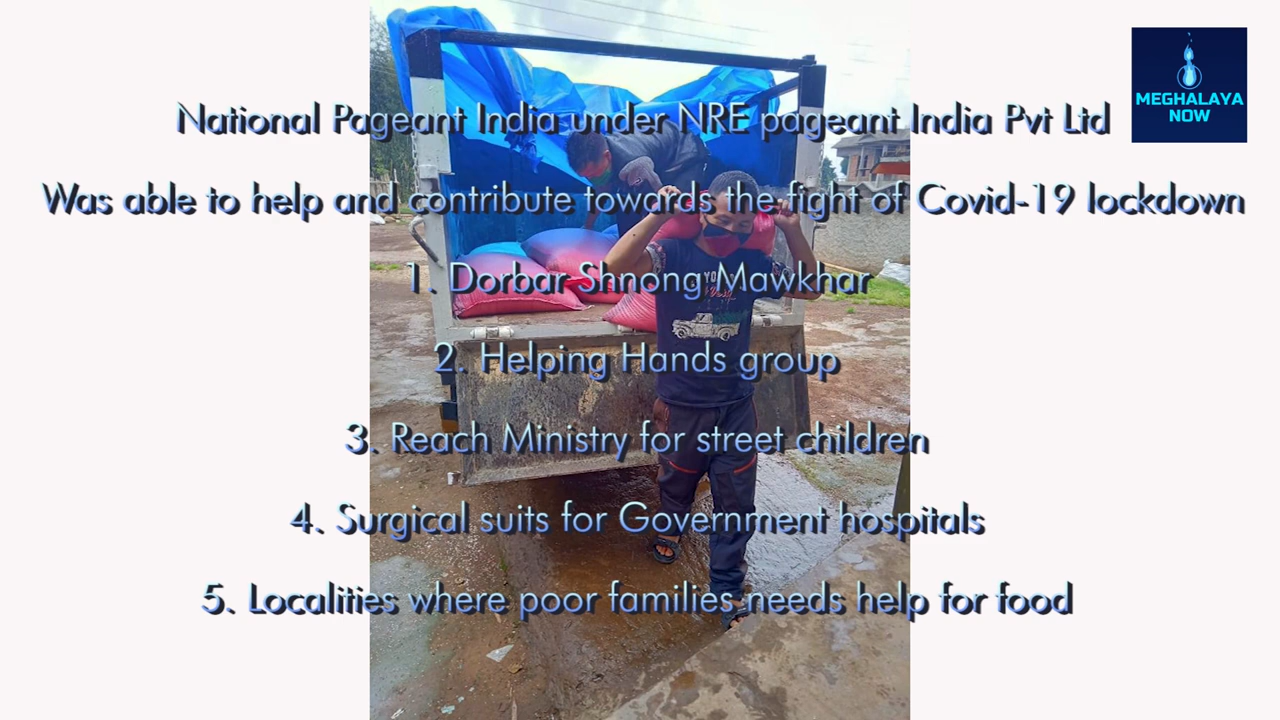 National Pageant India under NRE pageant India Pvt Ltd
MEGHALAYA
NOW
Was able to help and contribute towards the fight of Covid-19 lockdown
1. Dorbar Shnong Mawkhar
2. Helping Hands group
3. Reach Ministry for street children
4. Surgical suits for Government hospitals
5. Localities where poor families needs help for food